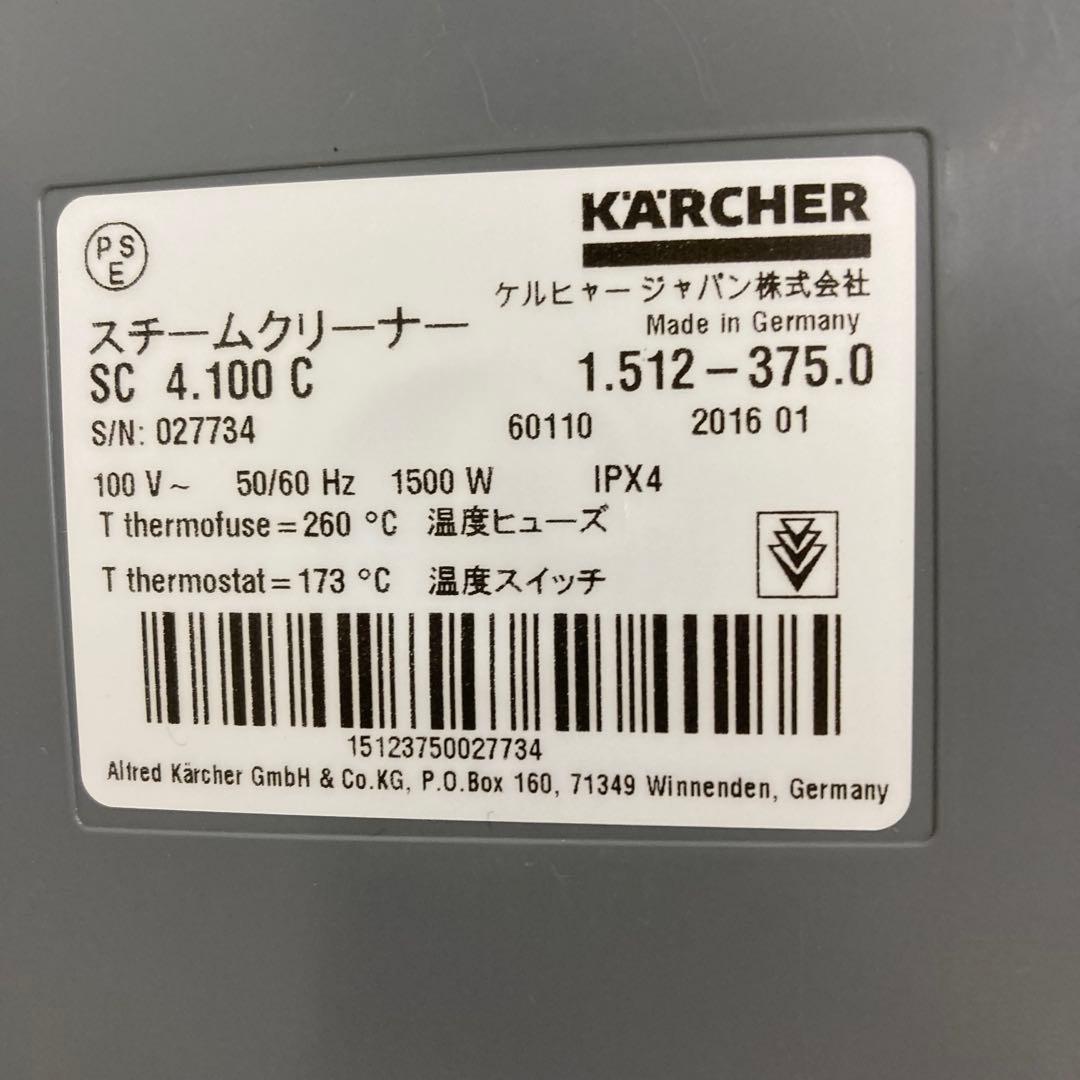 KÄRCHER
PSE
ケルヒャージャパン株式会社
スチームクリーナー
Made in Germany
SC 4.100 C
1.512-375.0
S/N: 027734 60110 2016 01
100 V~ 50/60 Hz 1500 W IPX4
T thermofuse = 260 °C 温度ヒューズ
T thermostat = 173 °C 温度スイッチ
15123750027734
Alfred Kärcher GmbH & Co.KG, P.O.Box 160, 71349 Winnenden, Germany